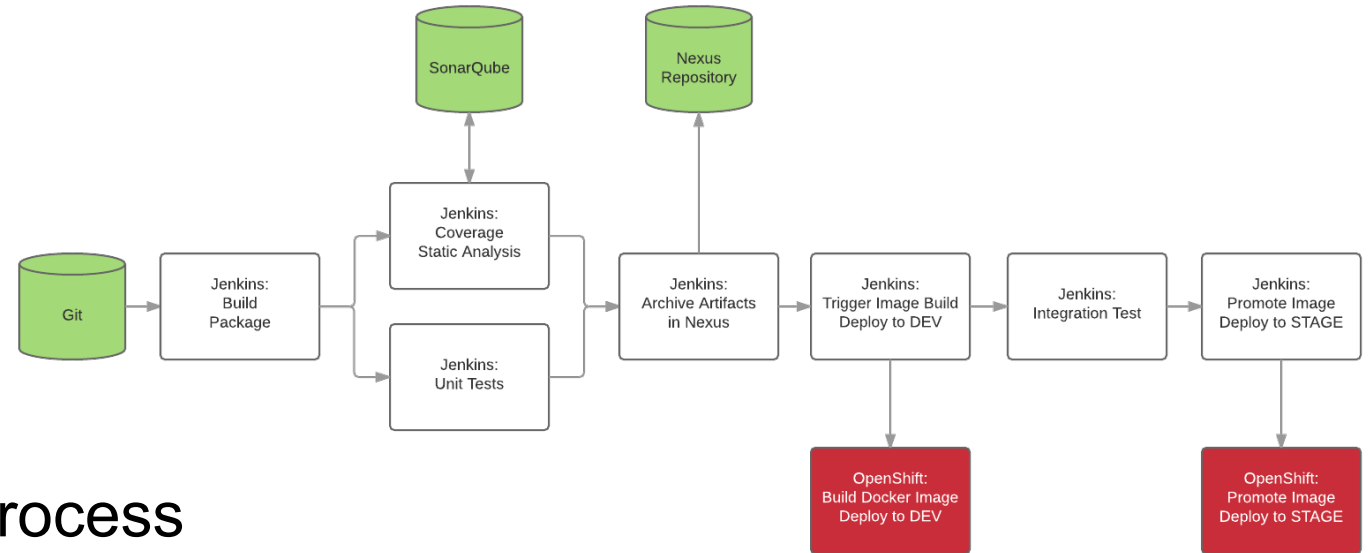 SonarQube
Nexus
Repository
Git
Jenkins:
Build
Package
Jenkins:
Coverage
Static Analysis
Jenkins:
Unit Tests
Jenkins:
Archive Artifacts
in Nexus
Jenkins:
Trigger Image Build
Deploy to DEV
Jenkins:
Integration Test
Jenkins:
Promote Image
Deploy to STAGE
OpenShift:
Build Docker Image
Deploy to DEV
OpenShift:
Promote Image
Deploy to STAGE
rocess